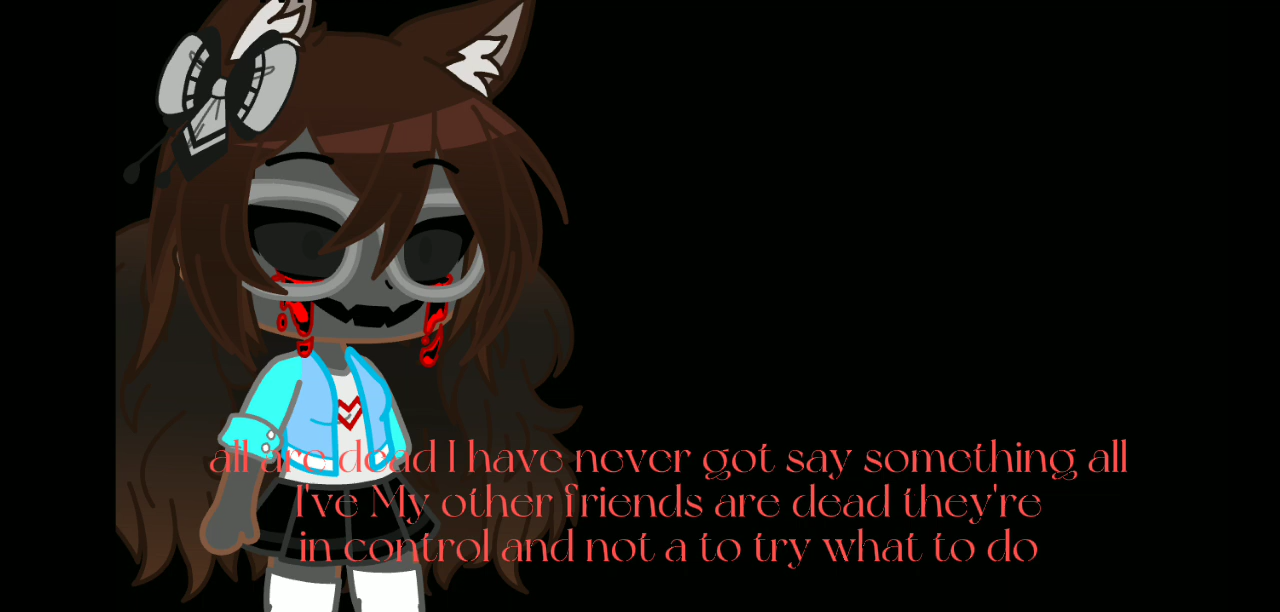 all are dead I have never got say something all
I've My other friends are dead they're
in control and not a to try what to do